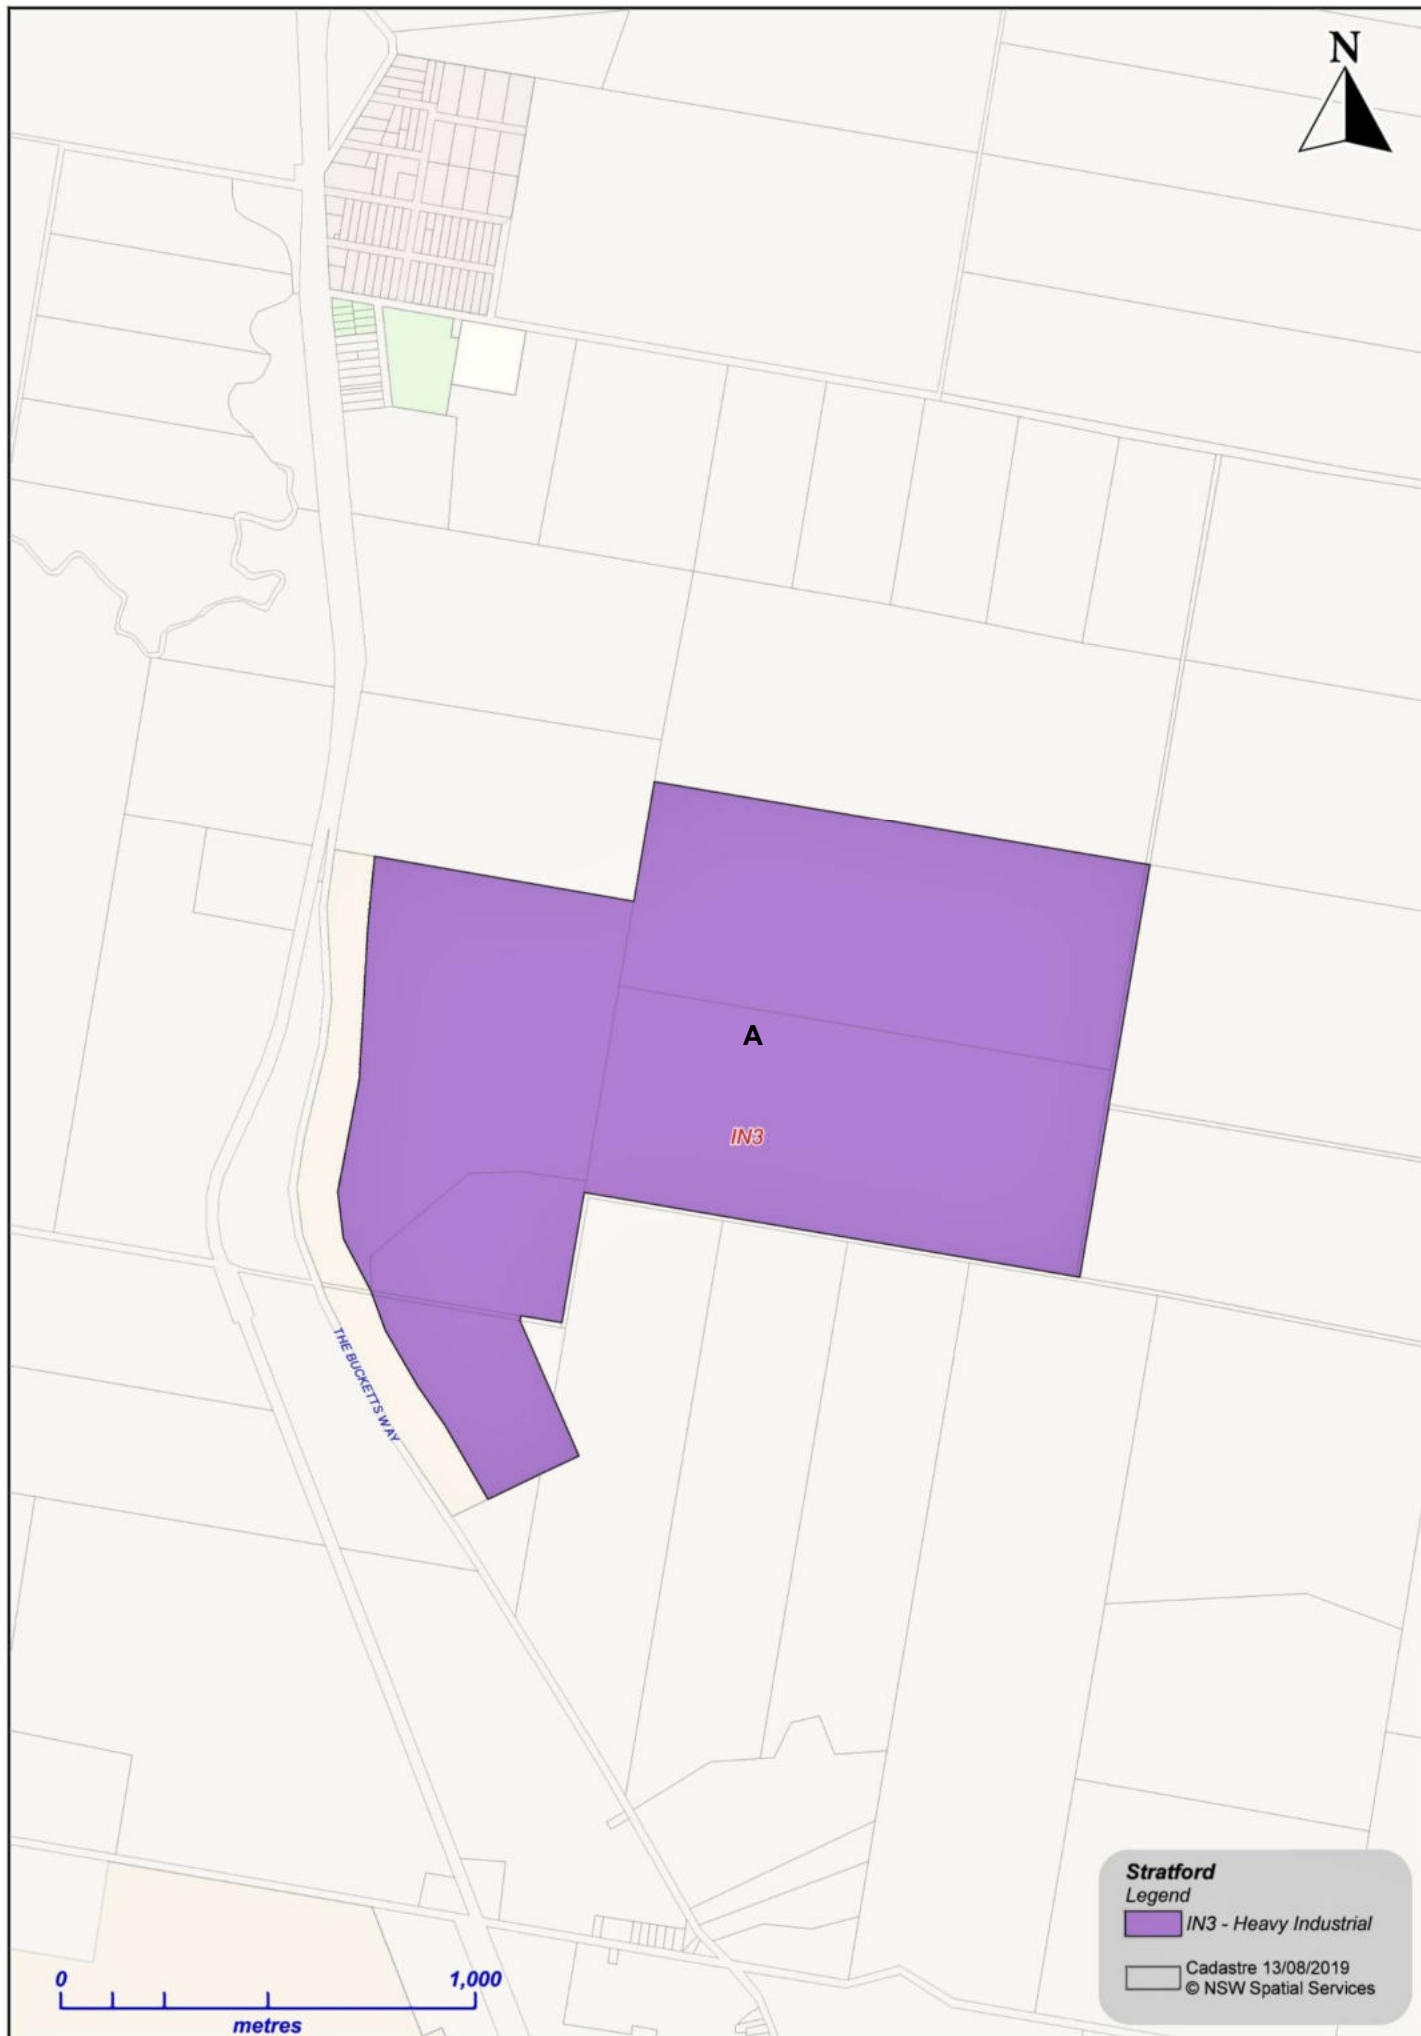 N
A
IN3
THE BUCKETTS WAY
Stratford
Legend
IN3 - Heavy Industrial
Cadastre 13/08/2019
© NSW Spatial Services
0 1,000
metres